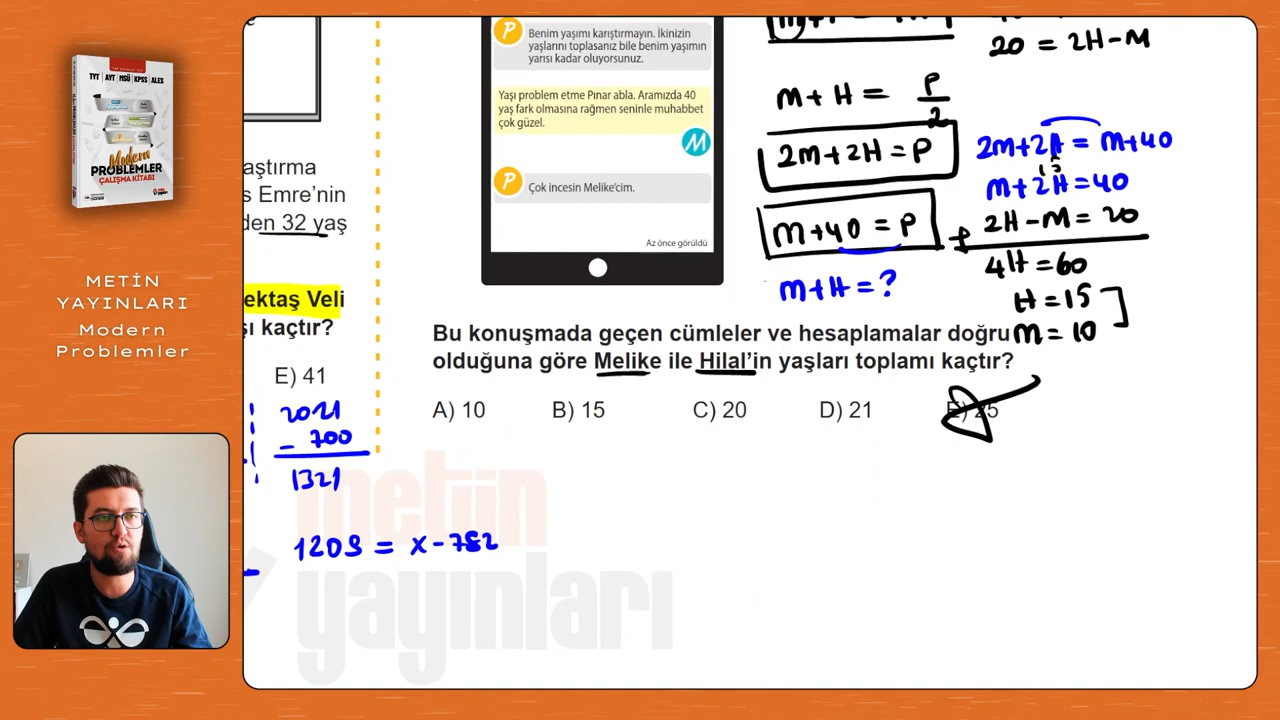 TYT | AYT | MSÜ | KPSS | ALES
Modern
PROBLEMLER
ÇALIŞMA KİTABI
METİN
YAYINLARI
Modern
Problemler
aştırma
s Emre'nin
den 32 yaş
ektaş Veli
şı kaçtır?
E) 41
2021
- 700
1321
1209 = x - 752
P
Benim yaşımı karıştırmayın. İkinizin
yaşlarını toplasanız bile benim yaşımın
yarısı kadar oluyorsunuz.
Yaşı problem etme Pınar abla. Aramızda 40
yaş fark olmasına rağmen seninle muhabbet
çok güzel.
M
P
Çok incesin Melike'cim.
Az önce görüldü
20 = 2H-M
m+H = P/2
2m+2H = P
m+40 = P
m+H = ?
2m+2H = m+40
15
m+2H = 40
+ 2H-m = 20
4H = 60
H = 15
m = 10
Bu konuşmada geçen cümleler ve hesaplamalar doğru
olduğuna göre Melike ile Hilal'in yaşları toplamı kaçtır?
A) 10 B) 15 C) 20 D) 21 E) 25
metin
yayınları